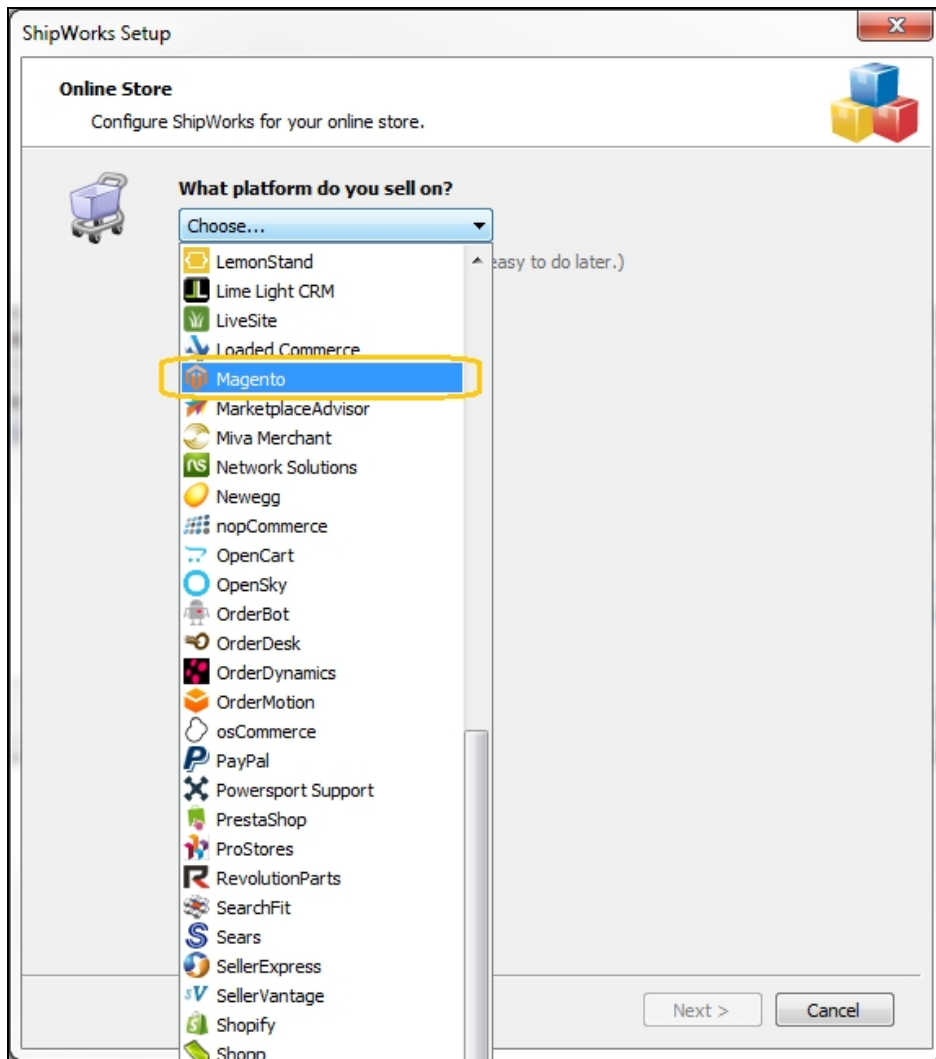 ShipWorks Setup
Online Store
Configure ShipWorks for your online store.
What platform do you sell on?
Choose...
easy to do later.)
LemonStand
Lime Light CRM
LiveSite
Loaded Commerce
Magento
MarketplaceAdvisor
Miva Merchant
Network Solutions
Newegg
nopCommerce
OpenCart
OpenSky
OrderBot
OrderDesk
OrderDynamics
OrderMotion
osCommerce
PayPal
Powersport Support
PrestaShop
ProStores
RevolutionParts
SearchFit
Sears
SellerExpress
SellerVantage
Shopify
Shopp
Next >
Cancel